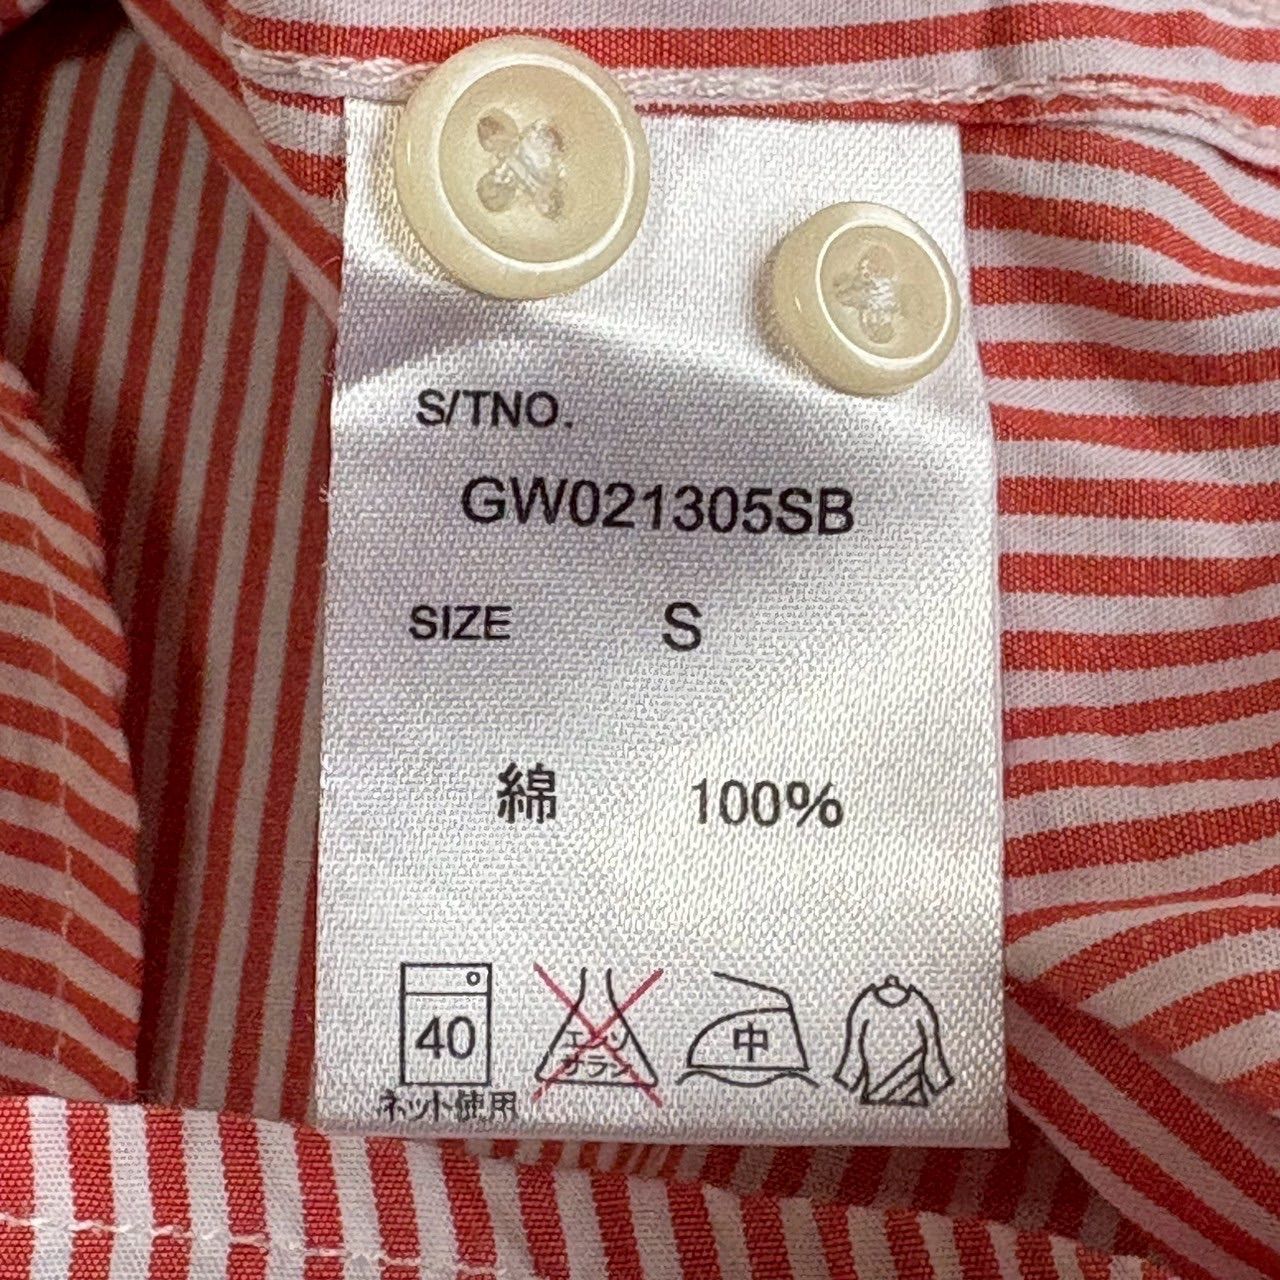 S/TNO.
GW021305SB
SIZE S
綿 100%
40
エンソ
サラシ
中
ネット使用